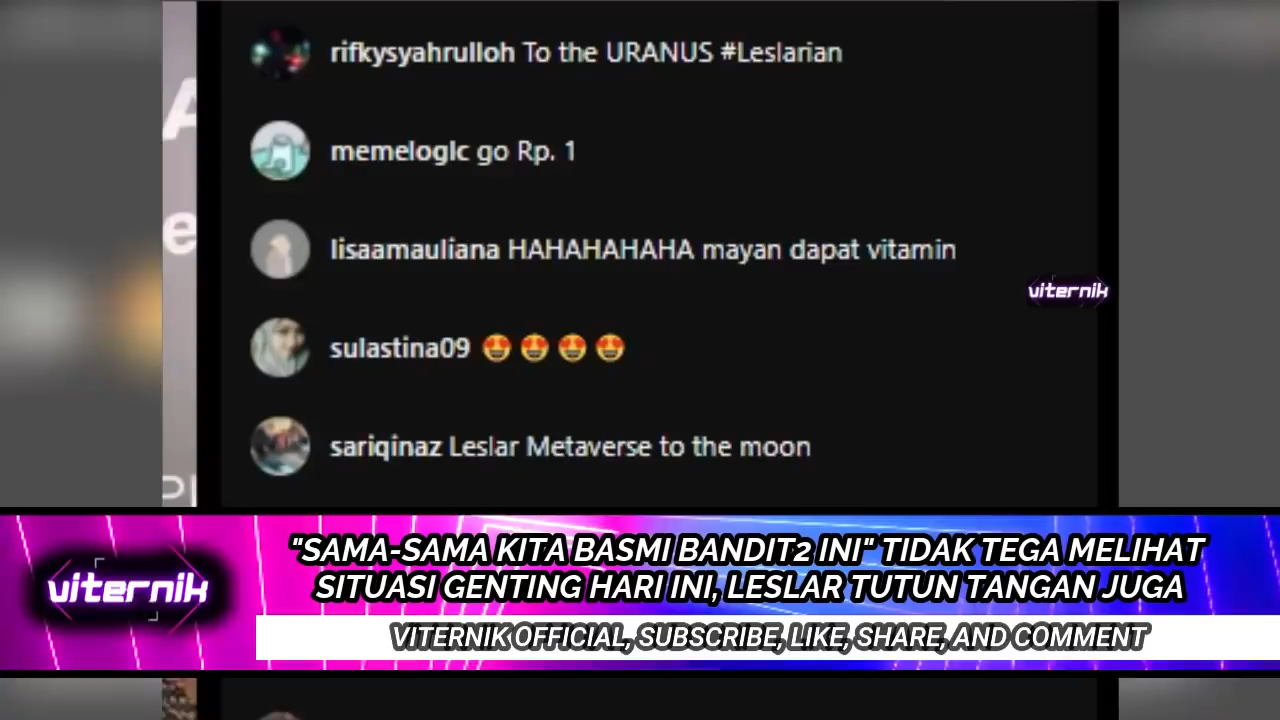 rifkysyahrulloh To the URANUS #Leslarian
memeloglc go Rp. 1
lisaamauliana HAHAHAHAHA mayan dapat vitamin
viternik
sulastina09 🤩 🤩 🤩 🤩
sariqinaz Leslar Metaverse to the moon
viternik
"SAMA-SAMA KITA BASMI BANDIT2 INI" TIDAK TEGA MELIHAT
SITUASI GENTING HARI INI, LESLAR TUTUN TANGAN JUGA
VITERNIK OFFICIAL, SUBSCRIBE, LIKE, SHARE, AND COMMENT